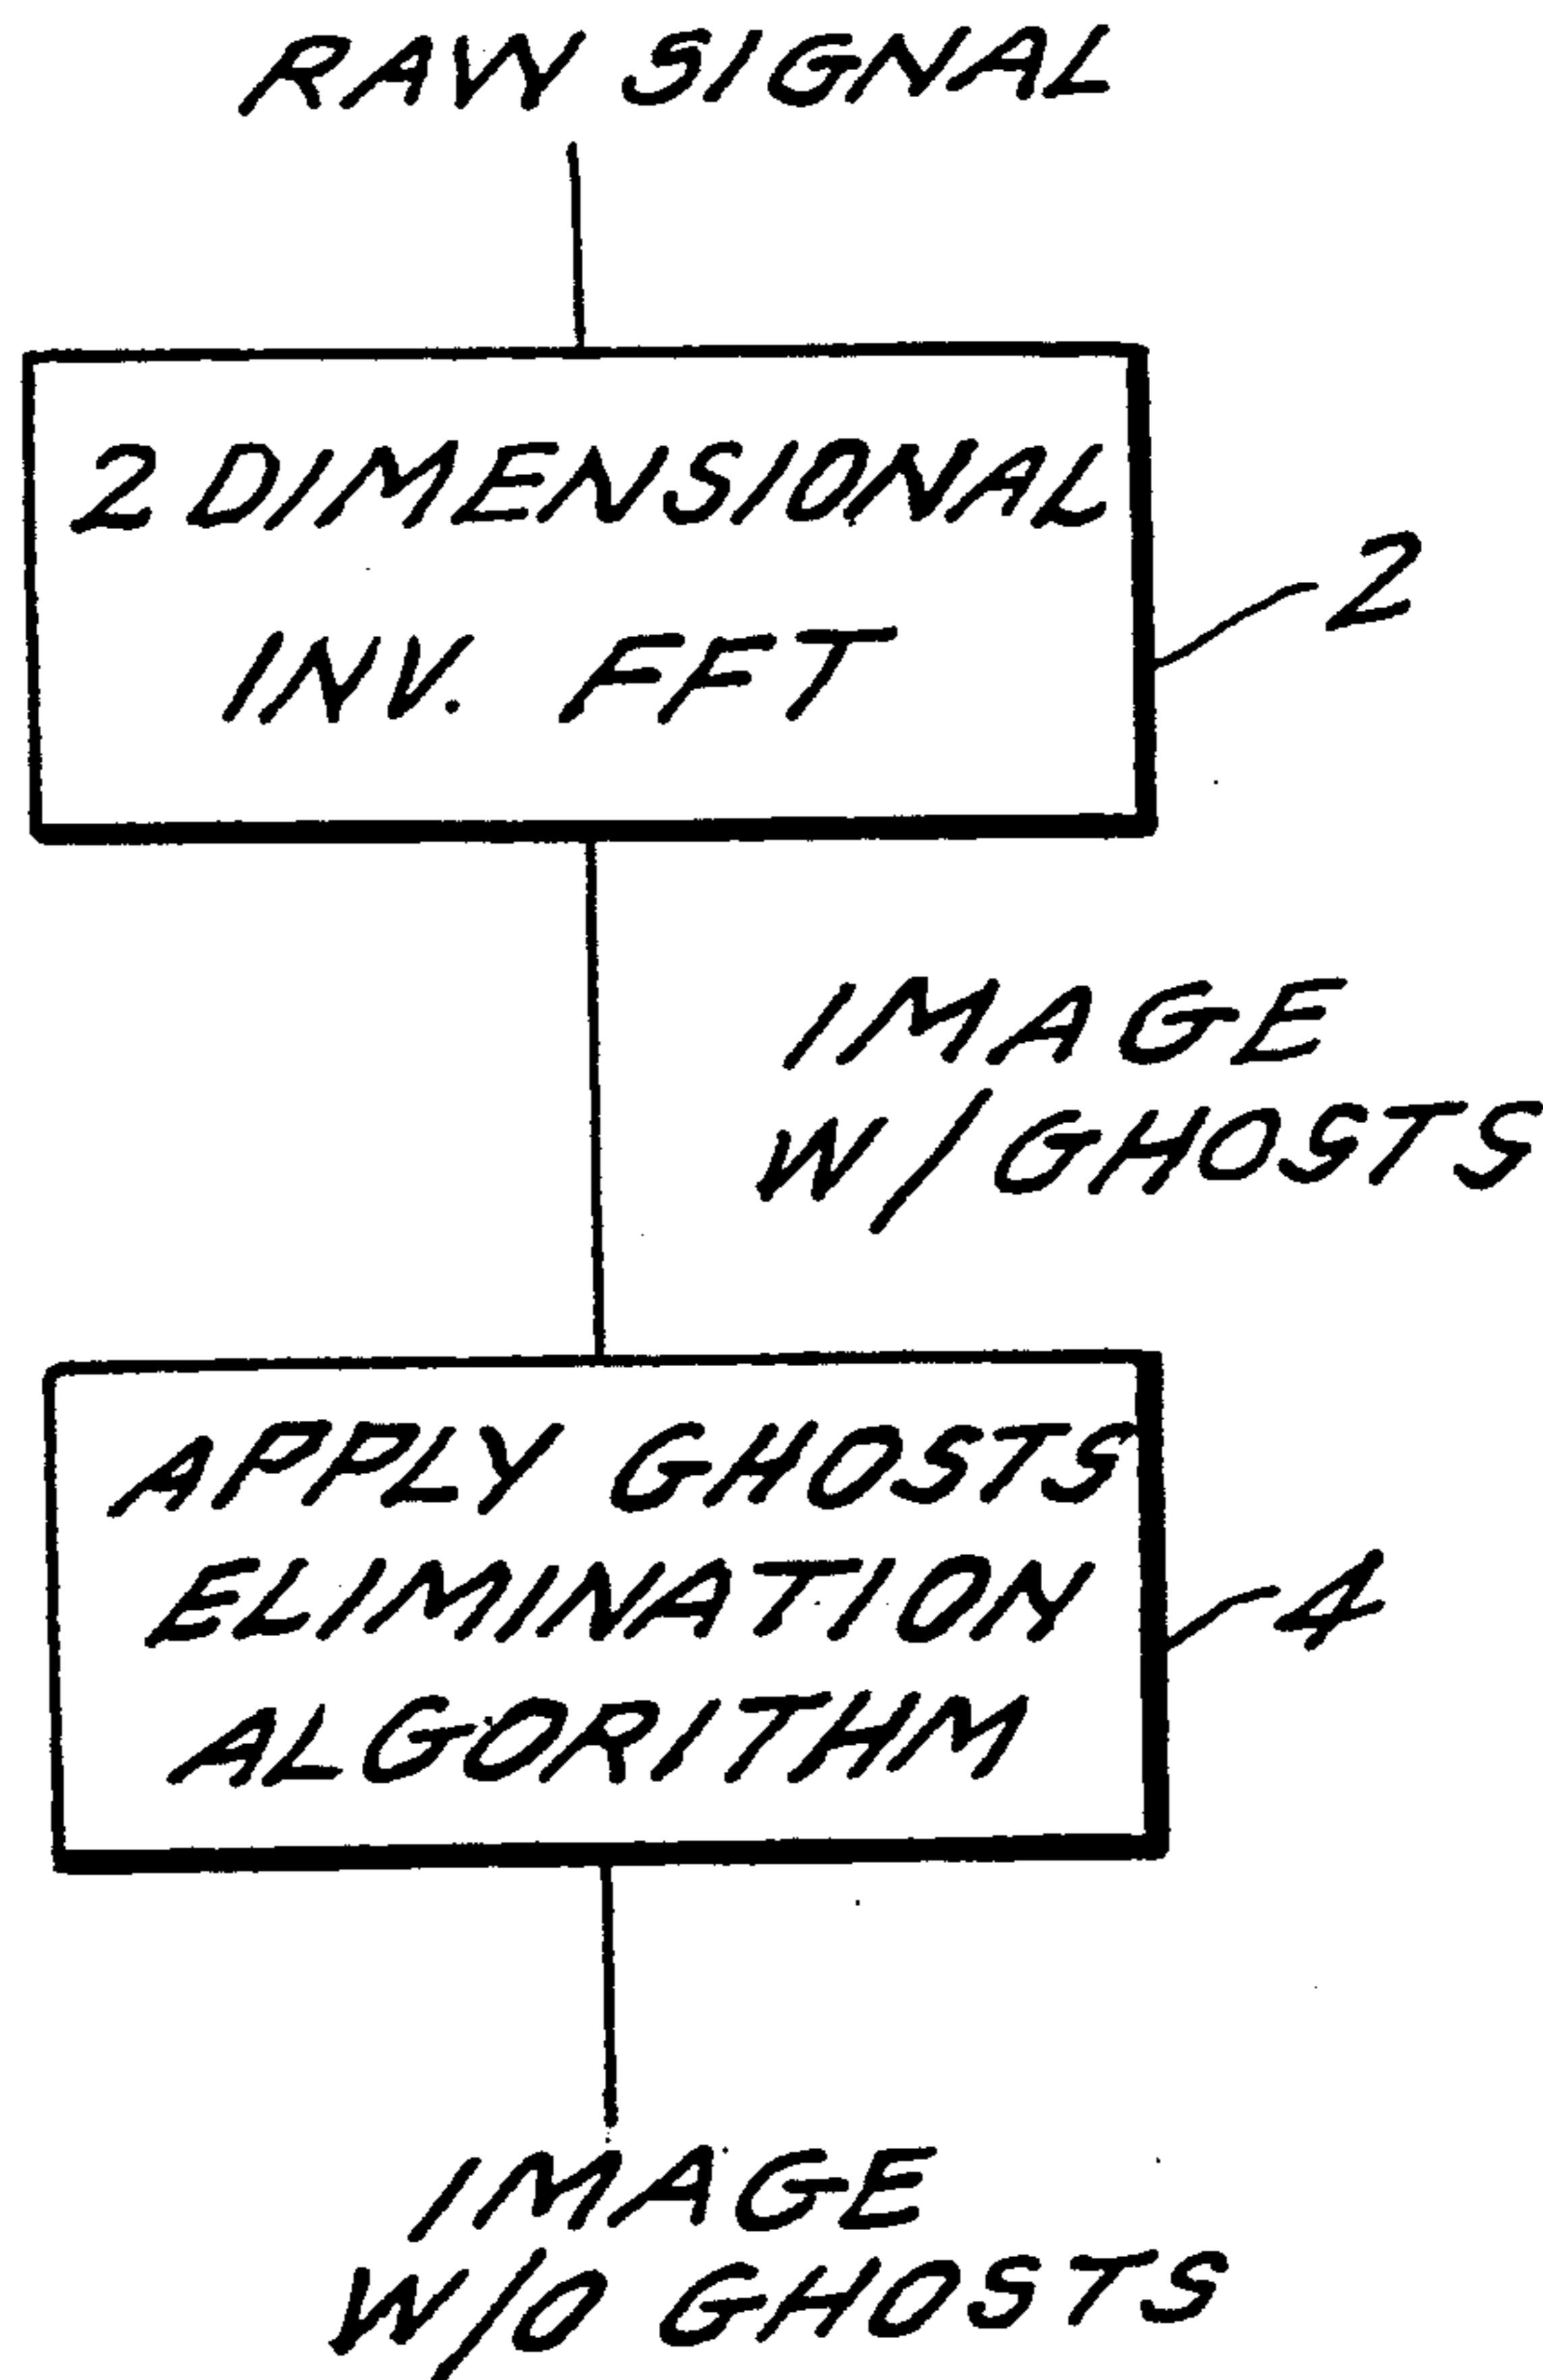 RAW SIGNAL
2 DIMENSIONAL
INV. FFT
2
IMAGE
W/GHOSTS
APPLY GHOSTS
ELIMINATION
ALGORITHM
4
IMAGE
W/O GHOSTS